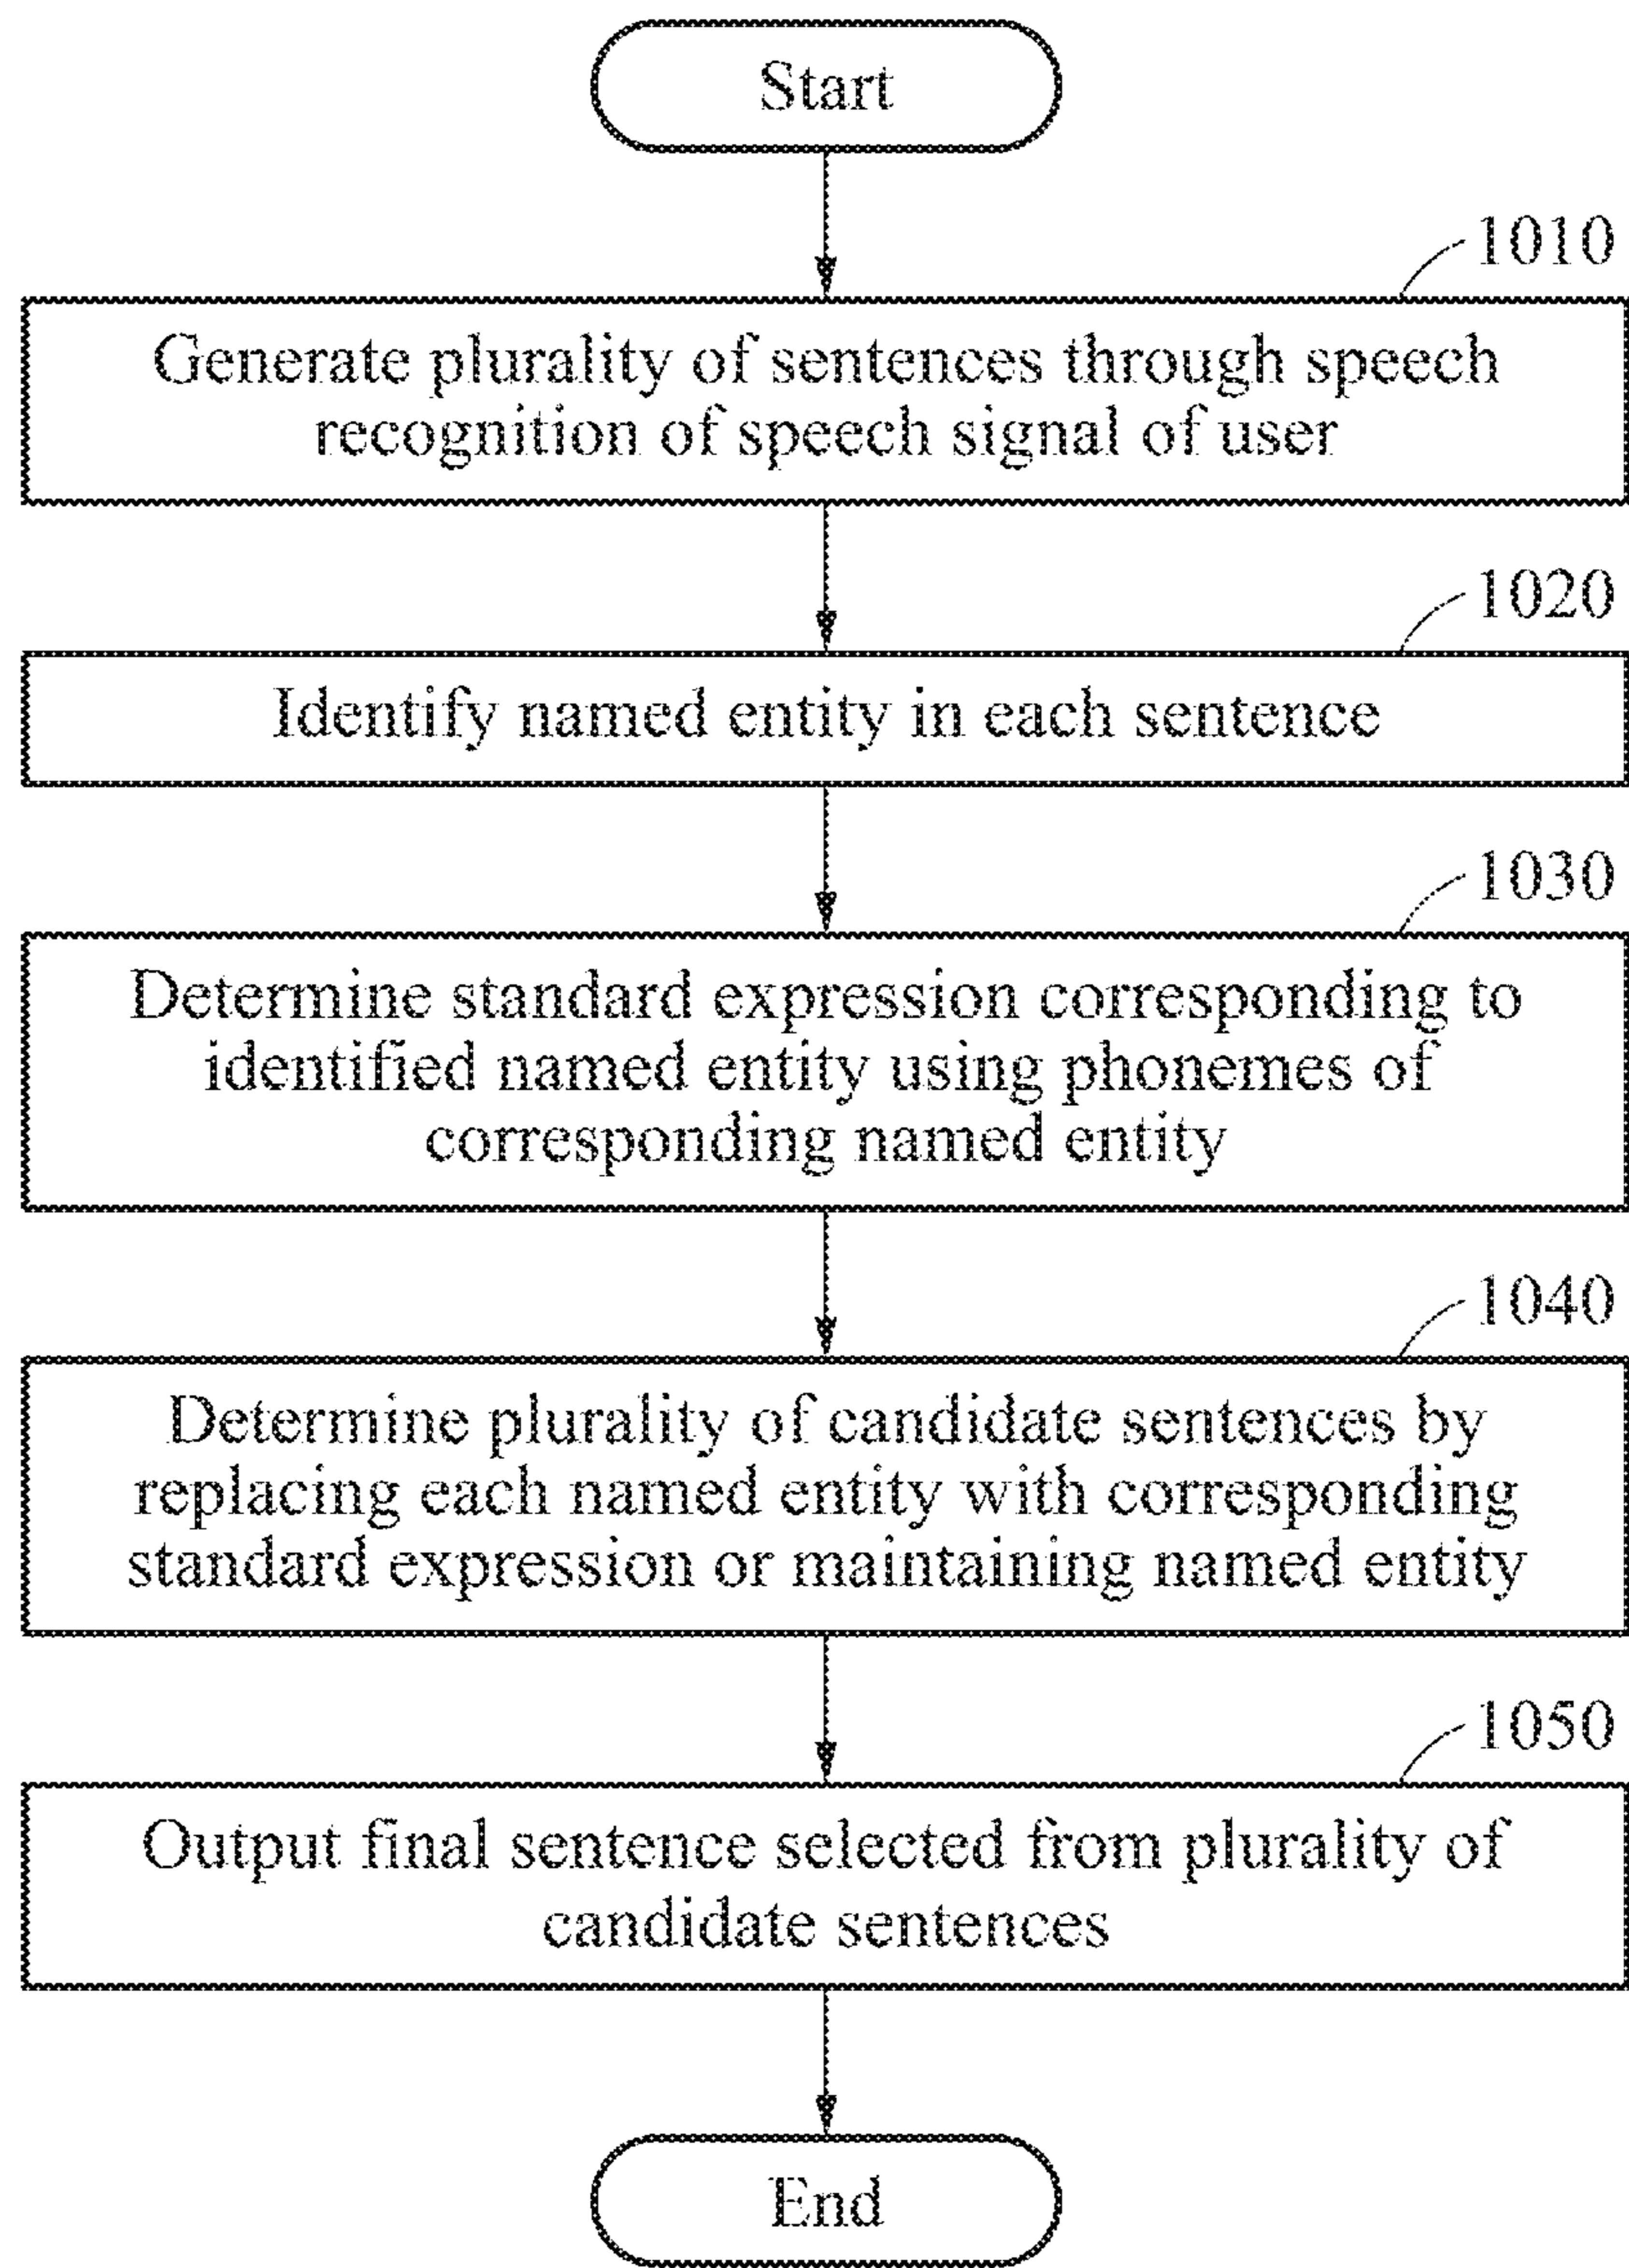 Start
1010
Generate plurality of sentences through speech
recognition of speech signal of user
1020
Identify named entity in each sentence
1030
Determine standard expression corresponding to
identified named entity using phonemes of
corresponding named entity
1040
Determine plurality of candidate sentences by
replacing each named entity with corresponding
standard expression or maintaining named entity
1050
Output final sentence selected from plurality of
candidate sentences
End